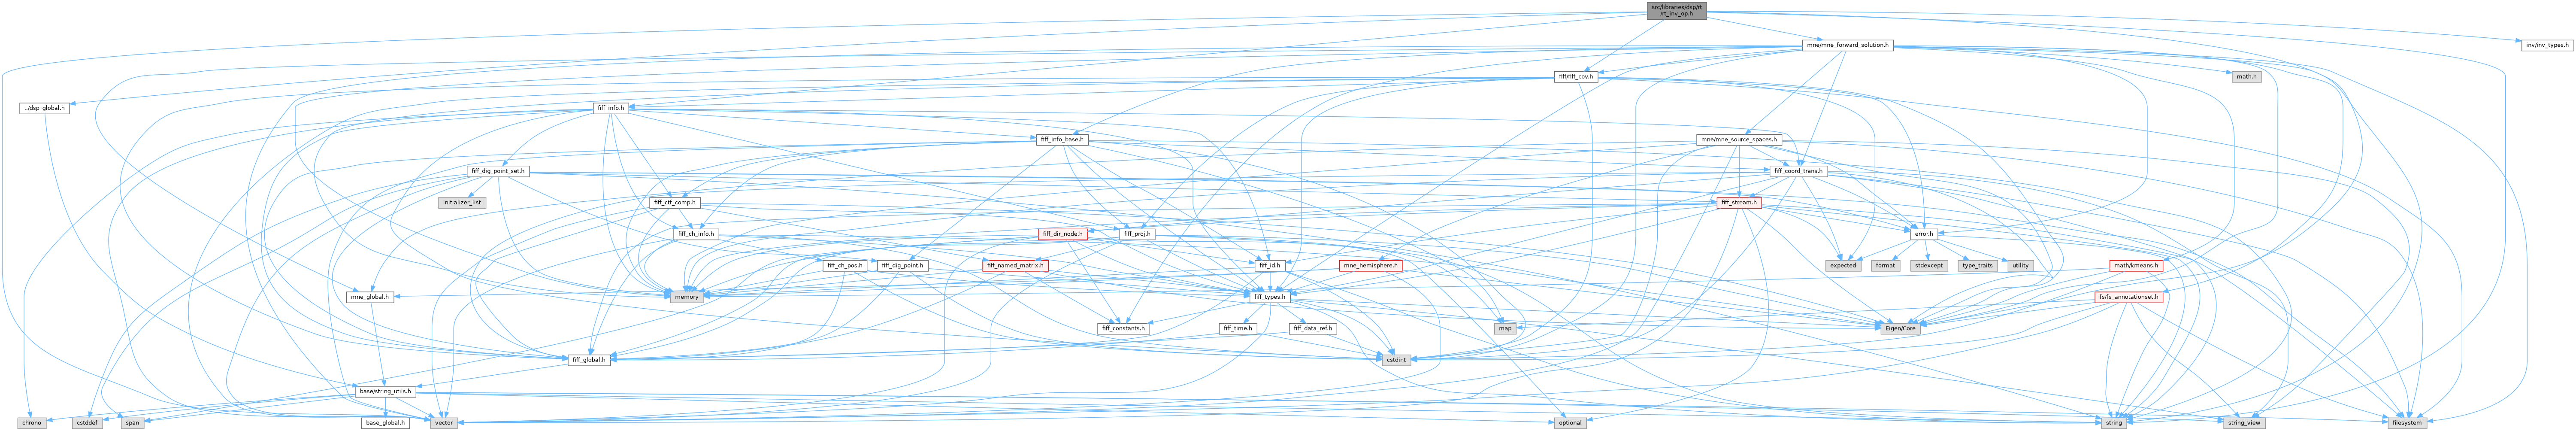 src/libraries/dsp/rt
/rt_inv_op.h
mne/mne_forward_solution.h
inv/inv_types.h
fiff/fiff_cov.h
math.h
../dsp_global.h
fiff_info.h
fiff_info_base.h
mne/mne_source_spaces.h
fiff_dig_point_set.h
fiff_coord_trans.h
initializer_list
fiff_ctf_comp.h
fiff_stream.h
fiff_ch_info.h
fiff_dir_node.h
fiff_proj.h
error.h
fiff_ch_pos.h
fiff_dig_point.h
fiff_named_matrix.h
fiff_id.h
mne_hemisphere.h
expected
format
stdexcept
type_traits
utility
math/kmeans.h
mne_global.h
memory
fiff_types.h
fs/fs_annotationset.h
fiff_constants.h
fiff_time.h
fiff_data_ref.h
map
Eigen/Core
fiff_global.h
cstdint
base/string_utils.h
chrono
cstddef
span
base_global.h
vector
optional
string
string_view
filesystem